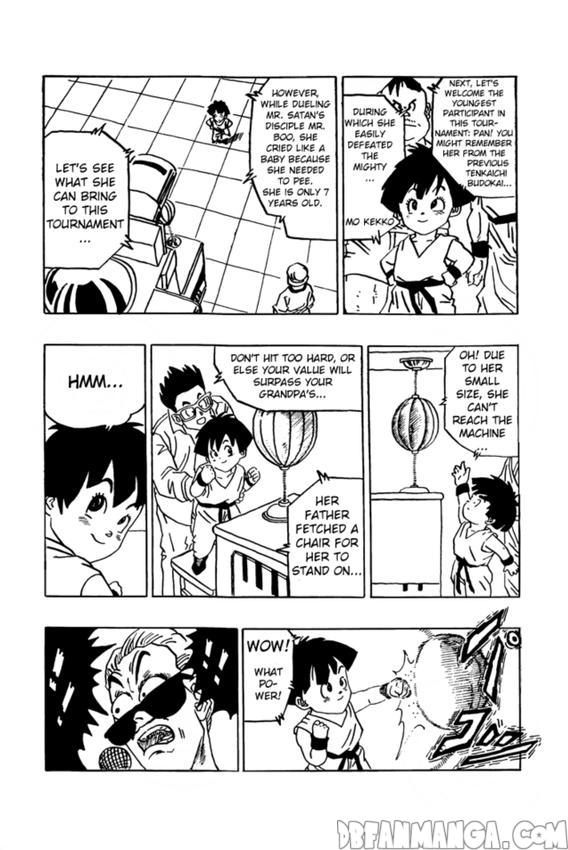 NEXT, LET'S
WELCOME THE
YOUNGEST
PARTICIPANT
IN THIS TOUR-
NAMENT: PAN! YOU
MIGHT REMEMBER
HER FROM THE
PREVIOUS
TENKAICHI
BUDOKAI...
DURING
WHICH SHE
EASILY
DEFEATED
THE
MIGHTY ...
MO KEKKO
HOWEVER,
WHILE DUELING
MR. SATAN'S
DISCIPLE MR.
BOO, SHE
CRIED LIKE A
BABY BECAUSE
SHE NEEDED
TO PEE.
SHE IS ONLY 7
YEARS OLD.
LET'S SEE
WHAT SHE
CAN BRING
TO THIS
TOURNAMENT
...
OH! DUE
TO HER
SMALL
SIZE, SHE
CAN'T
REACH THE
MACHINE
...
DON'T HIT TOO HARD, OR
ELSE YOUR VALUE WILL
SURPASS YOUR
GRANDPA'S...
HER
FATHER
FETCHED A
CHAIR FOR
HER TO
STAND ON...
HMM...
WOW!
WHAT
PO-
WER!
DBFANMANGA.COM